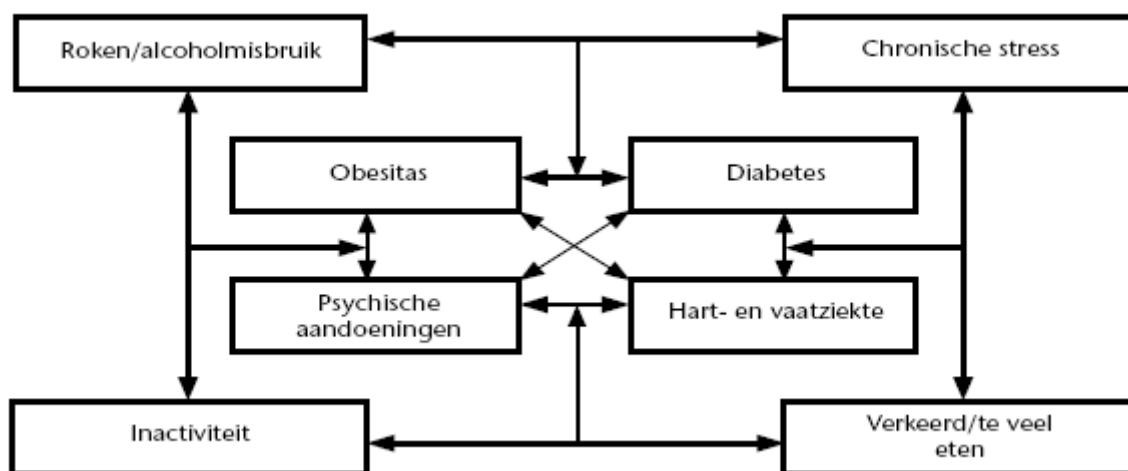 Roken/alcoholmisbruik
Chronische stress
Obesitas
Diabetes
Psychische
aandoeningen
Hart- en vaatziekte
Inactiviteit
Verkeerd/te veel
eten